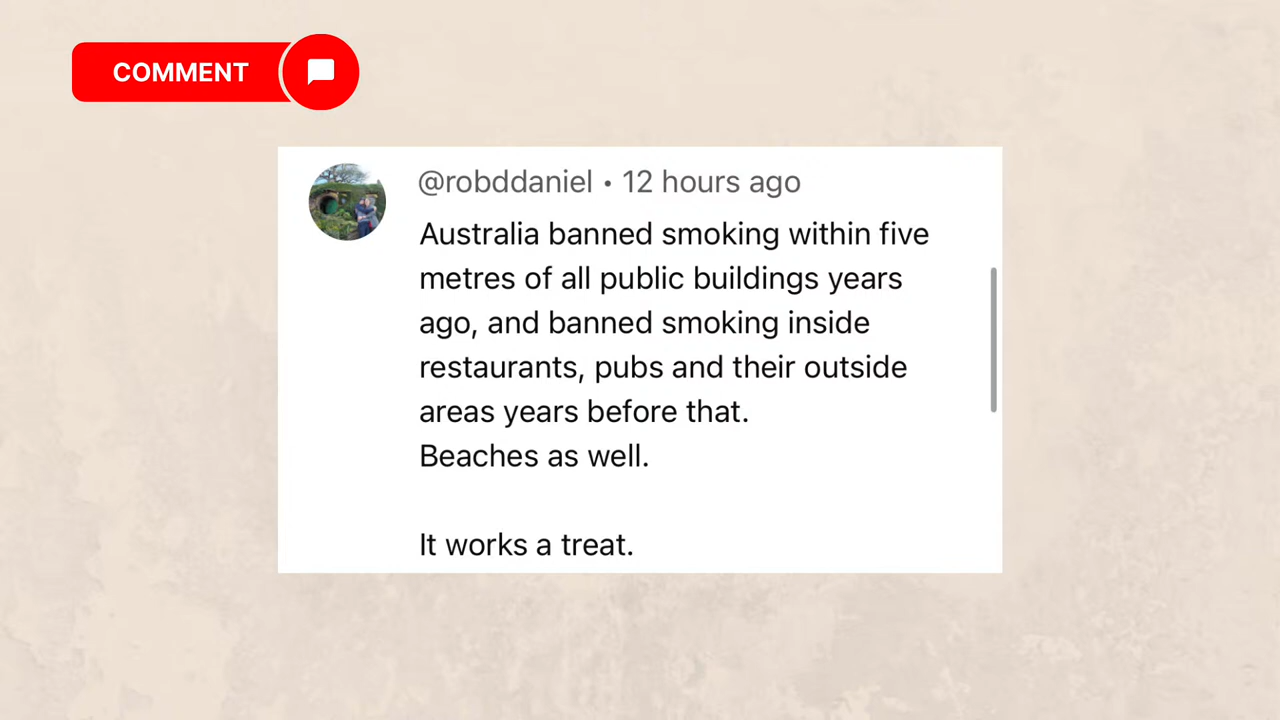 COMMENT
@robddaniel • 12 hours ago
Australia banned smoking within five
metres of all public buildings years
ago, and banned smoking inside
restaurants, pubs and their outside
areas years before that.
Beaches as well.
It works a treat.